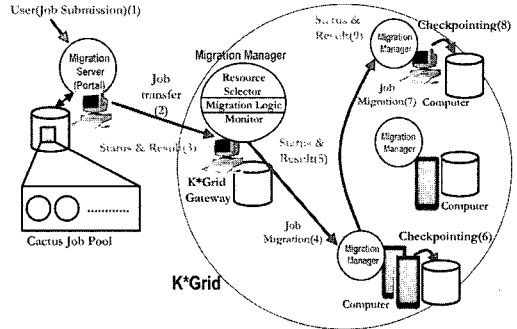 User(Job Submission)(1)
Migration
Server
(Portal)
Job
transfer
(2)
Status & Result(3)
Cactus Job Pool
Migration Manager
Resource
Selector
Migration Logic
Monitor
K*Grid
Gateway
Status &
Result(5)
Job
Migration(4)
K*Grid
Status
& Result(9)
Migration
Manager
Checkpointing(8)
Job
Migration(7)
Computer
Migration
Manager
Computer
Migration
Manager
Checkpointing(6)
Computer